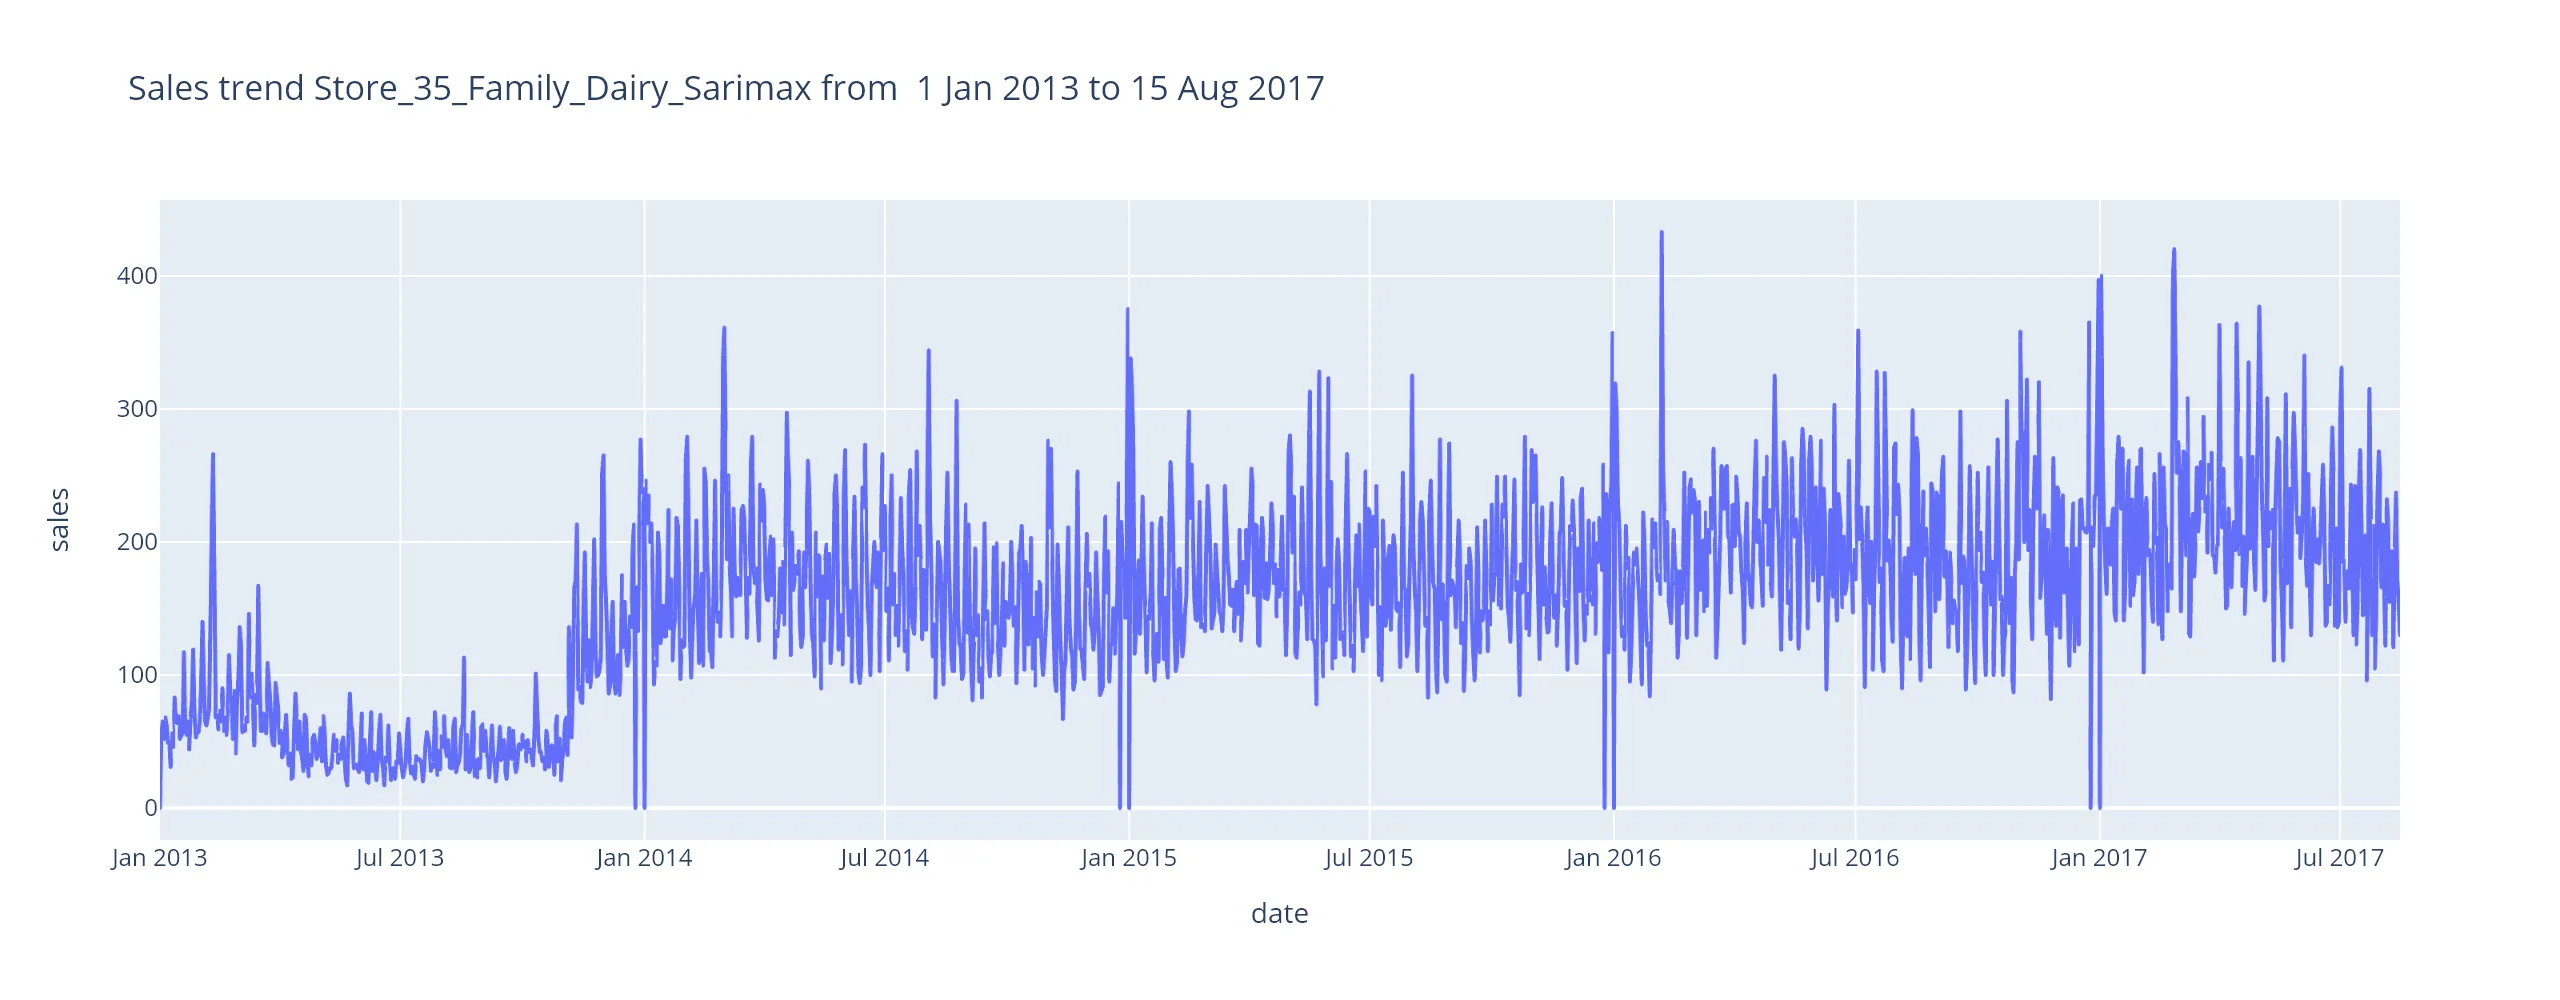 Sales trend Store_35_Family_Dairy_Sarimax from  1 Jan 2013 to 15 Aug 2017
sales
400
300
200
100
0
Jan 2013 Jul 2013 Jan 2014 Jul 2014 Jan 2015 Jul 2015 Jan 2016 Jul 2016 Jan 2017 Jul 2017
date